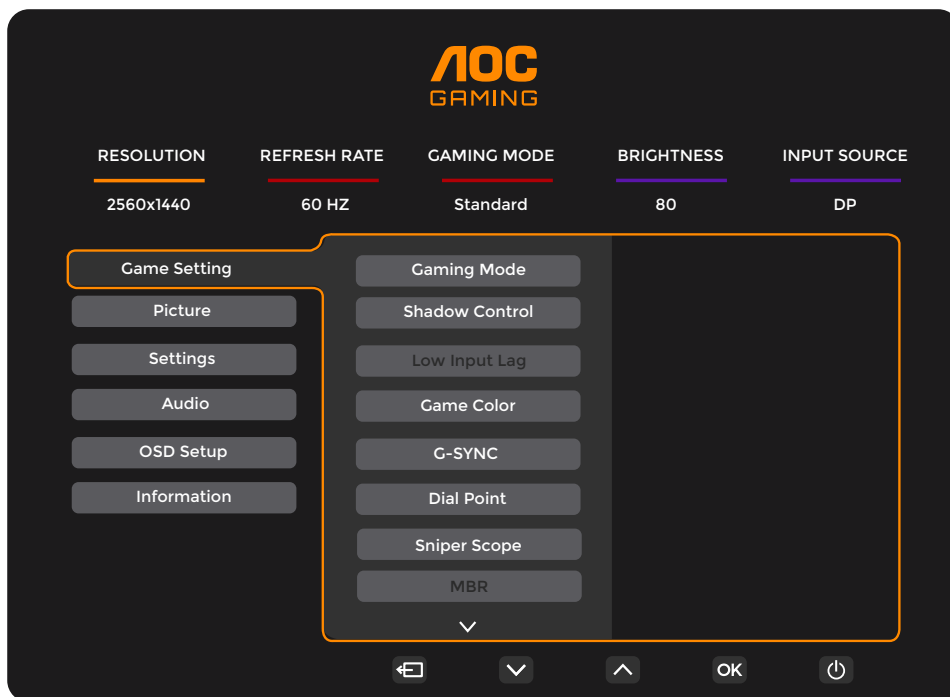 AOC
GAMING
RESOLUTION REFRESH RATE GAMING MODE BRIGHTNESS INPUT SOURCE
2560x1440 60 HZ Standard 80 DP
Game Setting
Picture
Settings
Audio
OSD Setup
Information
Gaming Mode
Shadow Control
Low Input Lag
Game Color
G-SYNC
Dial Point
Sniper Scope
MBR
OK